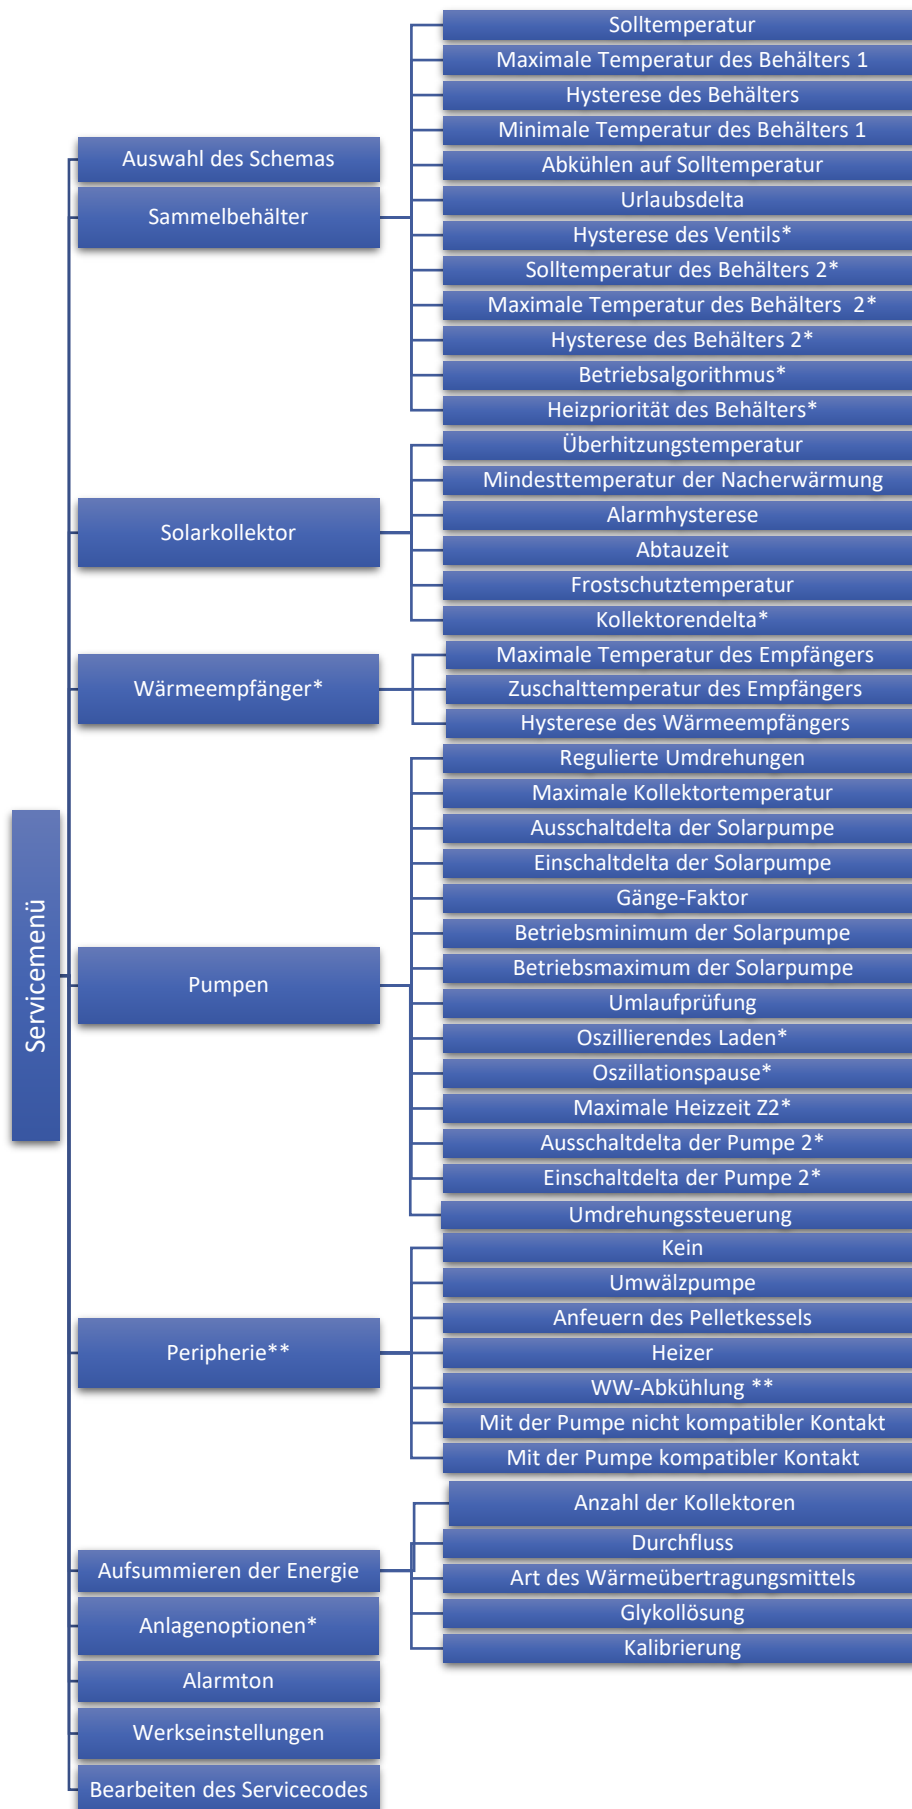 Servicemenü
Auswahl des Schemas
Sammelbehälter
Solltemperatur
Maximale Temperatur des Behälters 1
Hysterese des Behälters
Minimale Temperatur des Behälters 1
Abkühlen auf Solltemperatur
Urlaubsdelta
Hysterese des Ventils*
Solltemperatur des Behälters 2*
Maximale Temperatur des Behälters 2*
Hysterese des Behälters 2*
Betriebsalgorithmus*
Heizpriorität des Behälters*
Solarkollektor
Überhitzungstemperatur
Mindesttemperatur der Nacherwärmung
Alarmhysterese
Abtauzeit
Frostschutztemperatur
Kollektorendelta*
Wärmeempfänger*
Maximale Temperatur des Empfängers
Zuschalttemperatur des Empfängers
Hysterese des Wärmeempfängers
Pumpen
Regulierte Umdrehungen
Maximale Kollektortemperatur
Ausschaltdelta der Solarpumpe
Einschaltdelta der Solarpumpe
Gänge-Faktor
Betriebsminimum der Solarpumpe
Betriebsmaximum der Solarpumpe
Umlaufprüfung
Oszillierendes Laden*
Oszillationspause*
Maximale Heizzeit Z2*
Ausschaltdelta der Pumpe 2*
Einschaltdelta der Pumpe 2*
Umdrehungssteuerung
Peripherie**
Kein
Umwälzpumpe
Anfeuern des Pelletkessels
Heizer
WW-Abkühlung **
Mit der Pumpe nicht kompatibler Kontakt
Mit der Pumpe kompatibler Kontakt
Aufsummieren der Energie
Anzahl der Kollektoren
Durchfluss
Art des Wärmeübertragungsmittels
Glykollösung
Kalibrierung
Anlagenoptionen*
Alarmton
Werkseinstellungen
Bearbeiten des Servicecodes